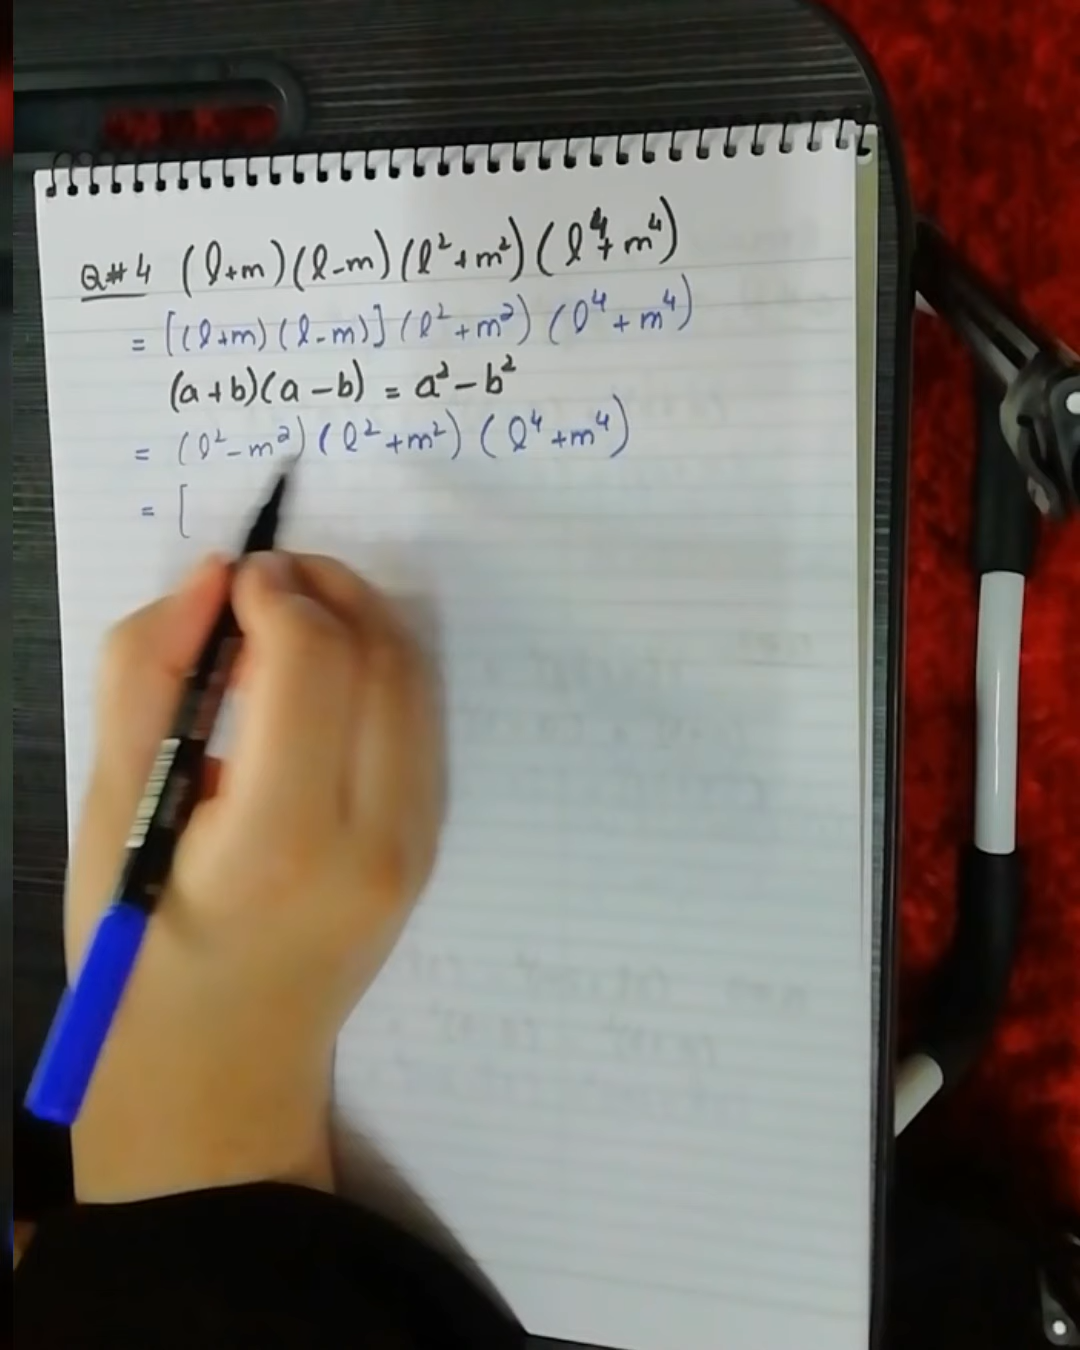 Q#4 (l+m)(l-m)(l²+m²)(l⁴+m⁴)
= [(l+m)(l-m)](l²+m²)(l⁴+m⁴)
(a+b)(a-b) = a²-b²
= (l²-m²)(l²+m²)(l⁴+m⁴)
= [